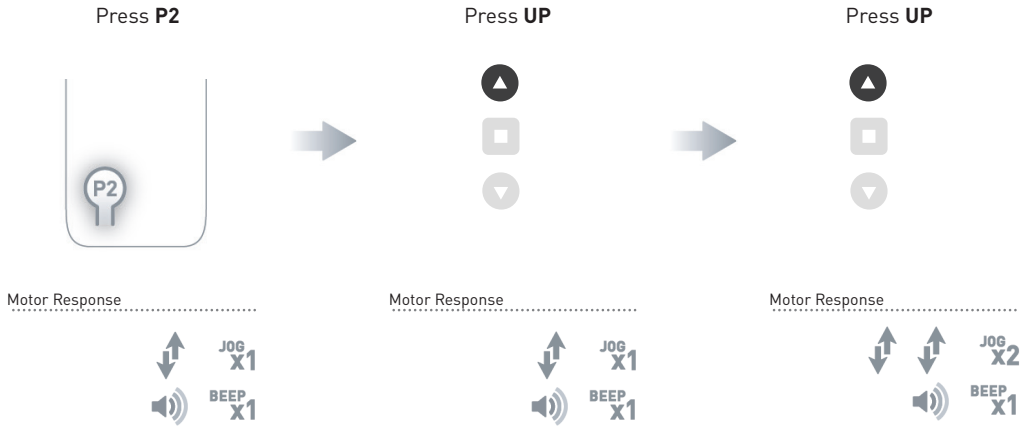 Press P2
Press UP
Press UP
P2
Motor Response
Motor Response
Motor Response
JOG X1
JOG X1
JOG X2
BEEP X1
BEEP X1
BEEP X1